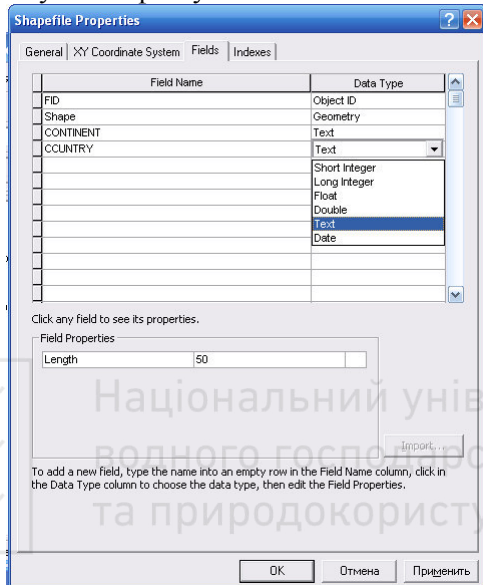 Shapefile Properties
General XY Coordinate System Fields Indexes
Field Name Data Type
FID Object ID
Shape Geometry
CONTINENT Text
CCUNTRY Text
Short Integer
Long Integer
Float
Double
Text
Date
Click any field to see its properties.
Field Properties
Length 50
Національний унів
Import...
водного господаро
To add a new field, type the name into an empty row in the Field Name column, click in
the Data Type column to choose the data type, then edit the Field Properties.
та природокористу
OK Отмена Применить